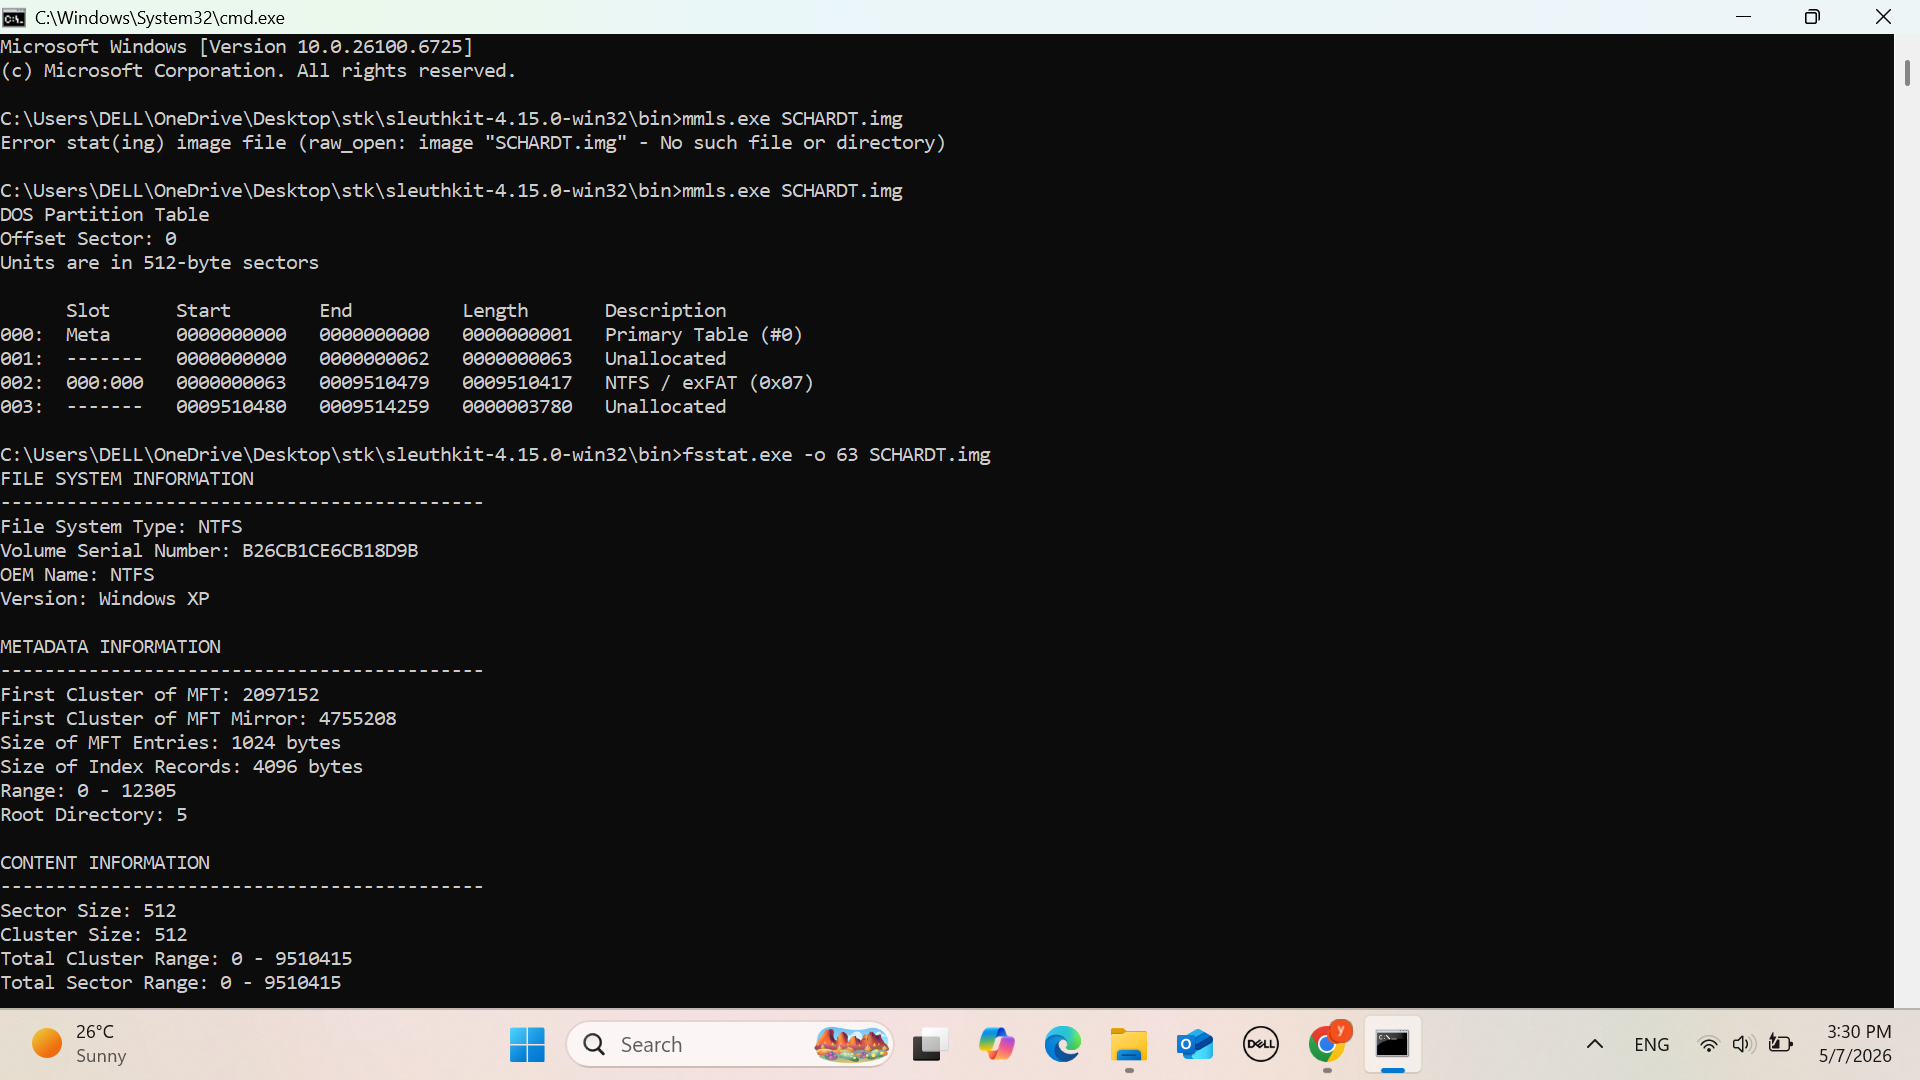 C:\Windows\System32\cmd.exe
Microsoft Windows [Version 10.0.26100.6725]
(c) Microsoft Corporation. All rights reserved.

C:\Users\DELL\OneDrive\Desktop\stk\sleuthkit-4.15.0-win32\bin>mmls.exe SCHARDT.img
Error stat(ing) image file (raw_open: image "SCHARDT.img" - No such file or directory)

C:\Users\DELL\OneDrive\Desktop\stk\sleuthkit-4.15.0-win32\bin>mmls.exe SCHARDT.img
DOS Partition Table
Offset Sector: 0
Units are in 512-byte sectors

      Slot      Start        End          Length       Description
000:  Meta      0000000000   0000000000   0000000001   Primary Table (#0)
001:  -------   0000000000   0000000062   0000000063   Unallocated
002:  000:000   0000000063   0009510479   0009510417   NTFS / exFAT (0x07)
003:  -------   0009510480   0009514259   0000003780   Unallocated

C:\Users\DELL\OneDrive\Desktop\stk\sleuthkit-4.15.0-win32\bin>fsstat.exe -o 63 SCHARDT.img
FILE SYSTEM INFORMATION
--------------------------------------------
File System Type: NTFS
Volume Serial Number: B26CB1CE6CB18D9B
OEM Name: NTFS
Version: Windows XP

METADATA INFORMATION
--------------------------------------------
First Cluster of MFT: 2097152
First Cluster of MFT Mirror: 4755208
Size of MFT Entries: 1024 bytes
Size of Index Records: 4096 bytes
Range: 0 - 12305
Root Directory: 5

CONTENT INFORMATION
--------------------------------------------
Sector Size: 512
Cluster Size: 512
Total Cluster Range: 0 - 9510415
Total Sector Range: 0 - 9510415
26°C
Sunny
Search
DELL
y
ENG
3:30 PM
5/7/2026